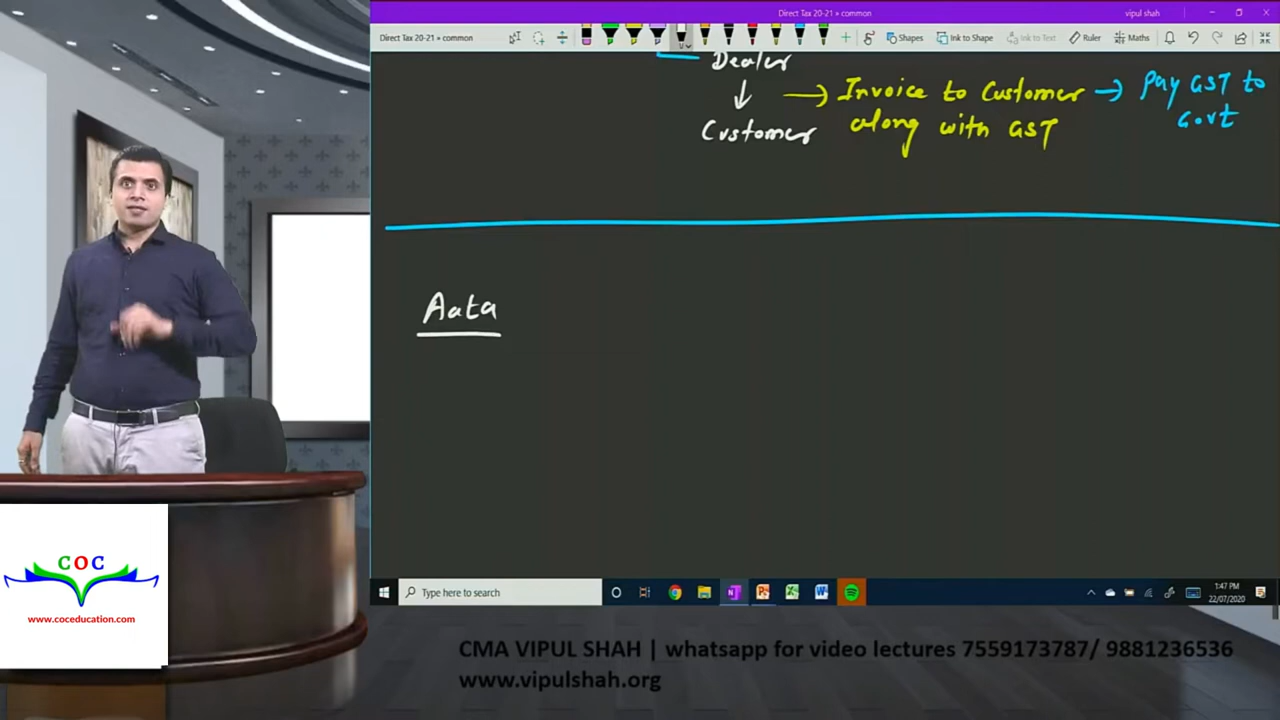 Direct Tax 20-21 » common
vipul shah
Direct Tax 20-21 » common
Shapes
Ink to Shape
Ink to Text
Ruler
Maths
Dealer
Customer
Invoice to Customer
along with GST
Pay GST to
Govt
Aata
COC
www.coceducation.com
Type here to search
1:47 PM
22/07/2020
CMA VIPUL SHAH | whatsapp for video lectures 7559173787/ 9881236536
www.vipulshah.org